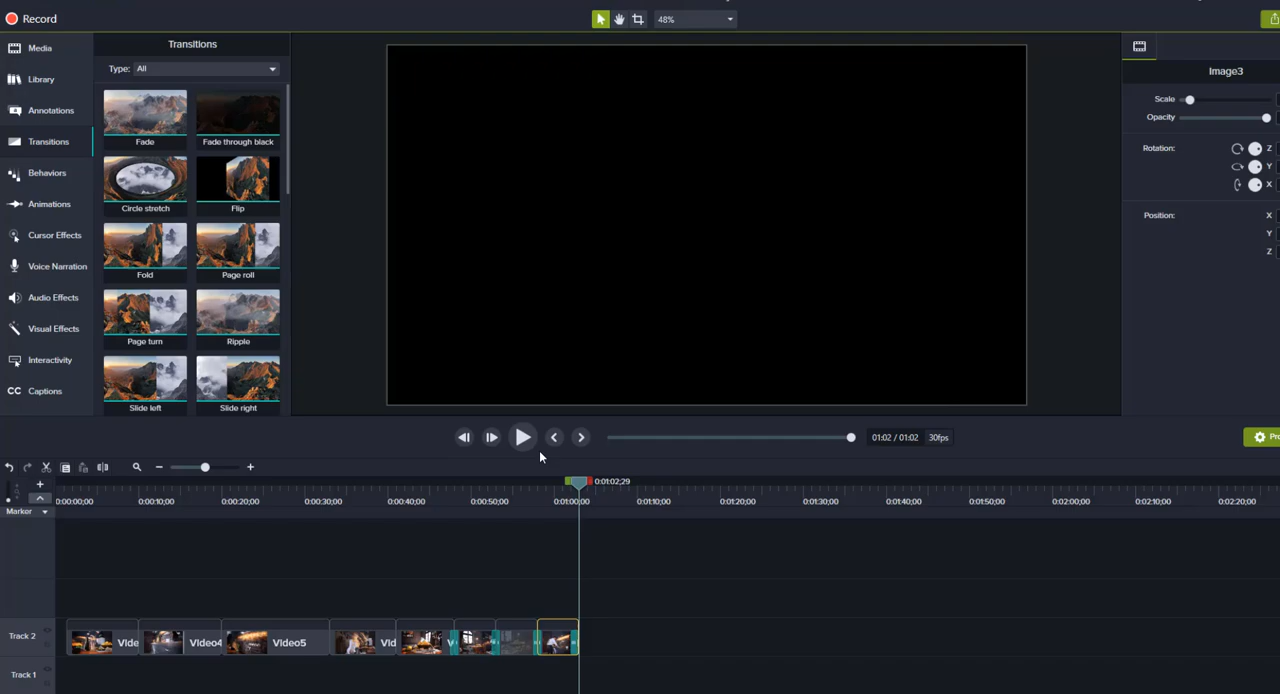 Record
48%
Media
Library
Annotations
Transitions
Behaviors
Animations
Cursor Effects
Voice Narration
Audio Effects
Visual Effects
Interactivity
CC Captions
Transitions
Type: All
Fade
Fade through black
Circle stretch
Flip
Fold
Page roll
Page turn
Ripple
Slide left
Slide right
Image3
Scale
Opacity
Rotation: Z
Y
X
Position: X
Y
Z
01:02 / 01:02 30fps
Pro
0:01:02;29
0:00:00;00 0:00:10;00 0:00:20;00 0:00:30;00 0:00:40;00 0:00:50;00 0:01:00;00 0:01:10;00 0:01:20;00 0:01:30;00 0:01:40;00 0:01:50;00 0:02:00;00 0:02:10;00 0:02:20;00
Marker
Track 2
Vide Video4 Video5 Vid V
Track 1